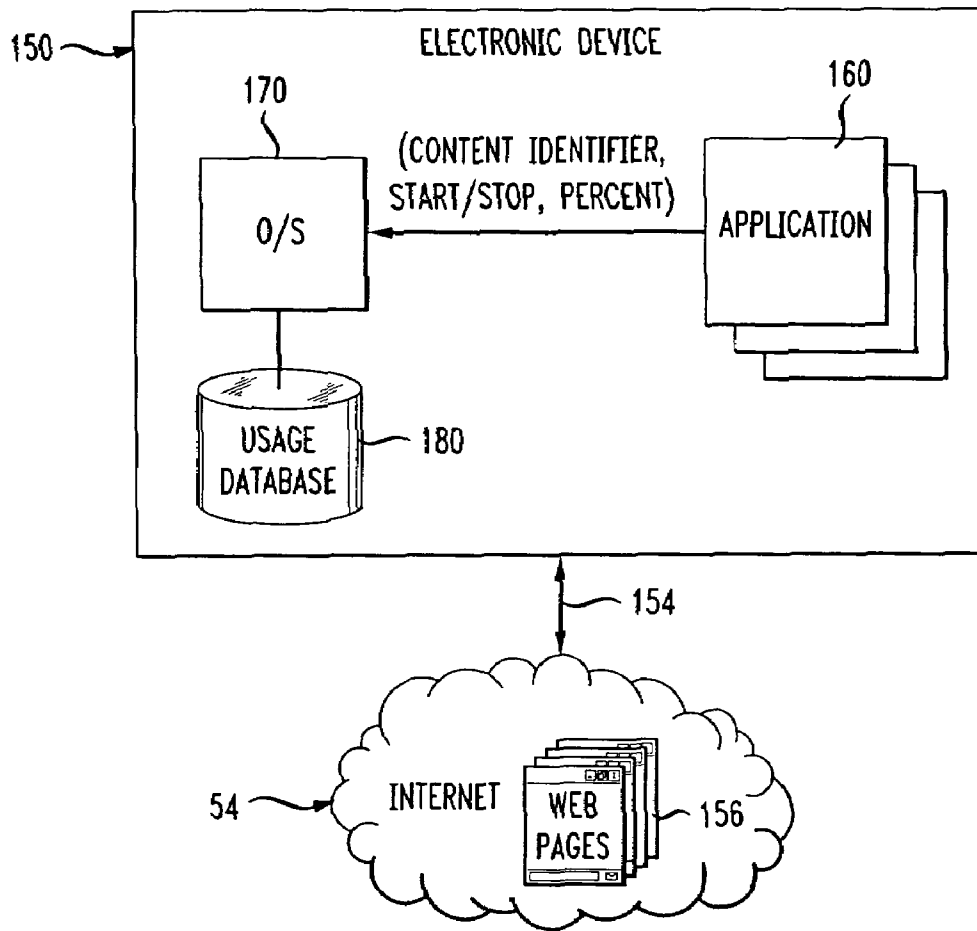 ELECTRONIC DEVICE
150
170
160
(CONTENT IDENTIFIER,
START/STOP, PERCENT)
O/S
APPLICATION
USAGE
DATABASE
180
154
INTERNET
54
WEB
PAGES
156